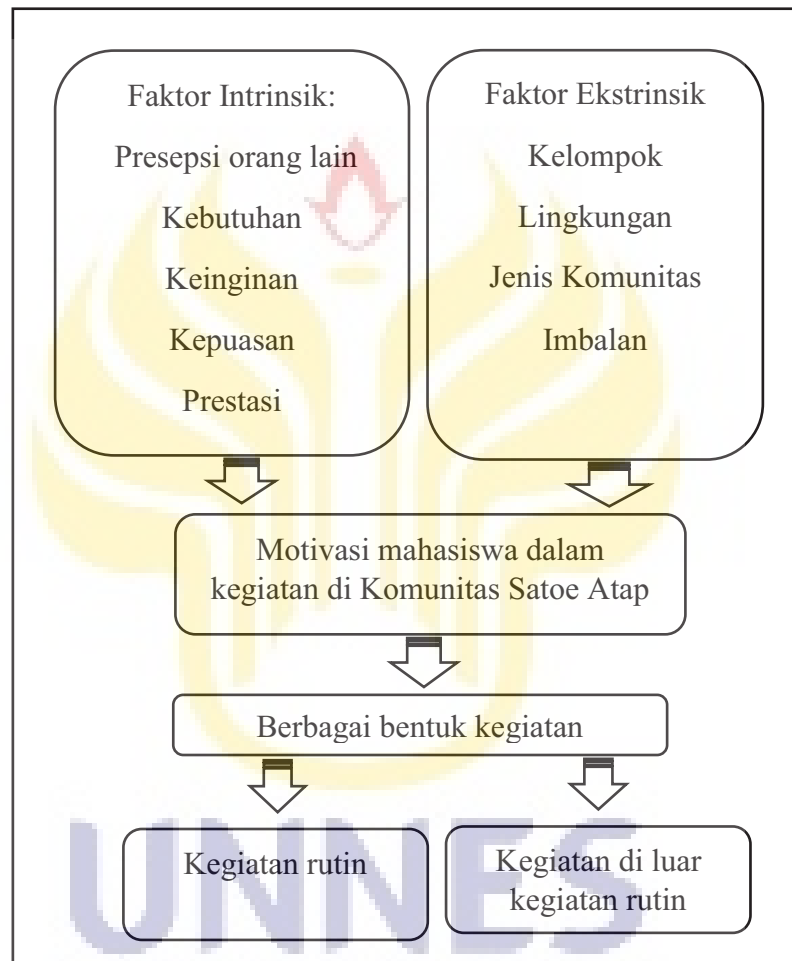 Faktor Intrinsik:
Presepsi orang lain
Kebutuhan
Keinginan
Kepuasan
Prestasi
Faktor Ekstrinsik
Kelompok
Lingkungan
Jenis Komunitas
Imbalan
Motivasi mahasiswa dalam
kegiatan di Komunitas Satoe Atap
Berbagai bentuk kegiatan
Kegiatan rutin
Kegiatan di luar
kegiatan rutin
UNNES